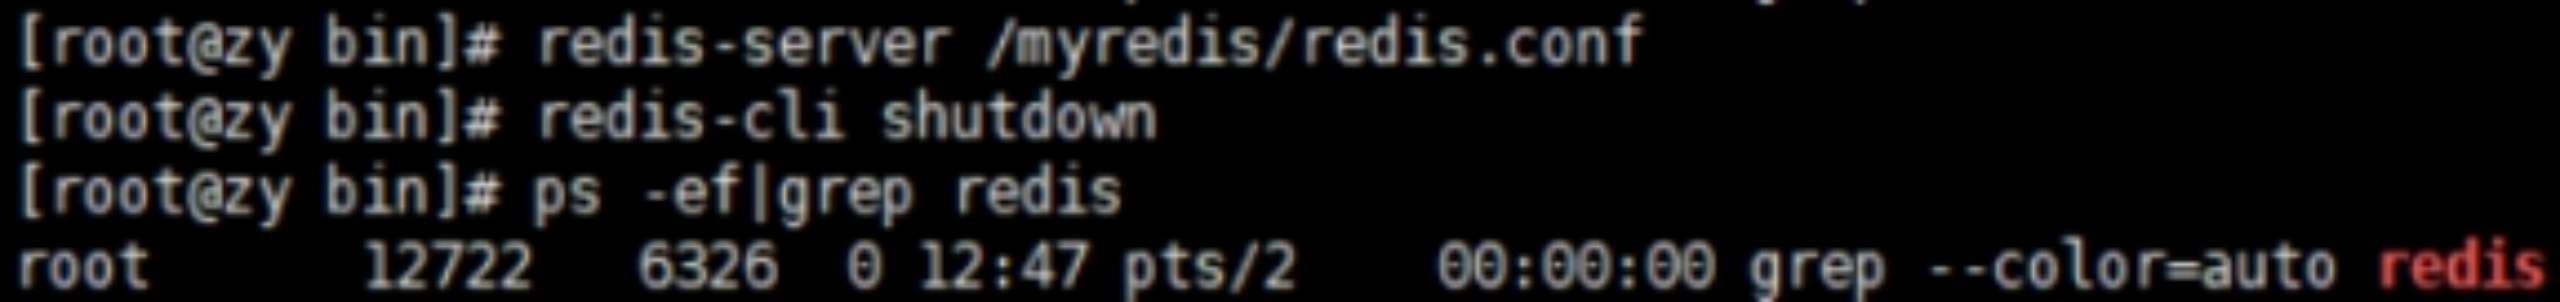 [root@zy bin]# redis-server /myredis/redis.conf
[root@zy bin]# redis-cli shutdown
[root@zy bin]# ps -ef|grep redis
root      12722   6326  0 12:47 pts/2    00:00:00 grep --color=auto redis